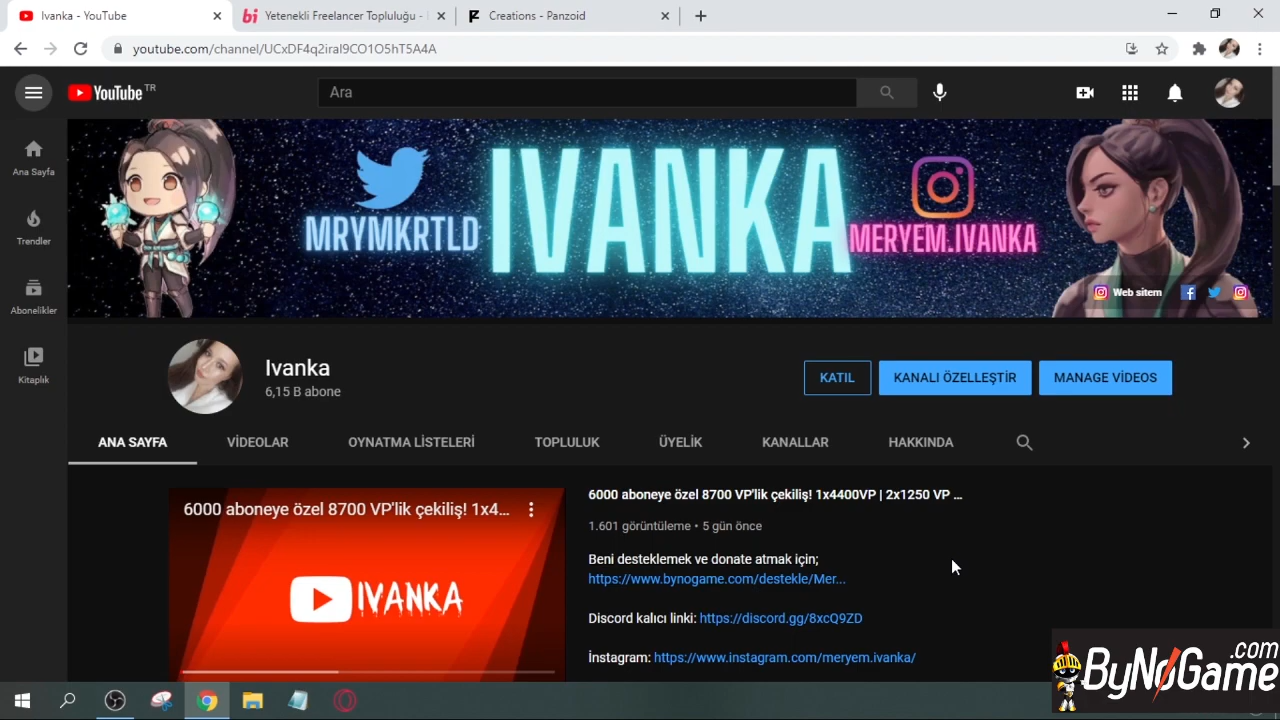 Ivanka - YouTube
Yetenekli Freelancer Topluluğu -
Creations - Panzoid
youtube.com/channel/UCxDF4q2iraI9CO1O5hT5A4A
YouTube TR
Ara
Ana Sayfa
Trendler
Abonelikler
Kitaplık
MRYMKRTLD
IVANKA
MERYEM.IVANKA
Web sitem
Ivanka
6,15 B abone
KATIL
KANALI ÖZELLEŞTİR
MANAGE VİDEOS
ANA SAYFA
VİDEOLAR
OYNATMA LİSTELERİ
TOPLULUK
ÜYELİK
KANALLAR
HAKKINDA
6000 aboneye özel 8700 VP'lik çekiliş! 1x4...
IVANKA
6000 aboneye özel 8700 VP'lik çekiliş! 1x4400VP | 2x1250 VP ...
1.601 görüntüleme • 5 gün önce
Beni desteklemek ve donate atmak için;
https://www.bynogame.com/destekle/Mer...
Discord kalıcı linki: https://discord.gg/8xcQ9ZD
İnstagram: https://www.instagram.com/meryem.ivanka/
ByNoGame.com